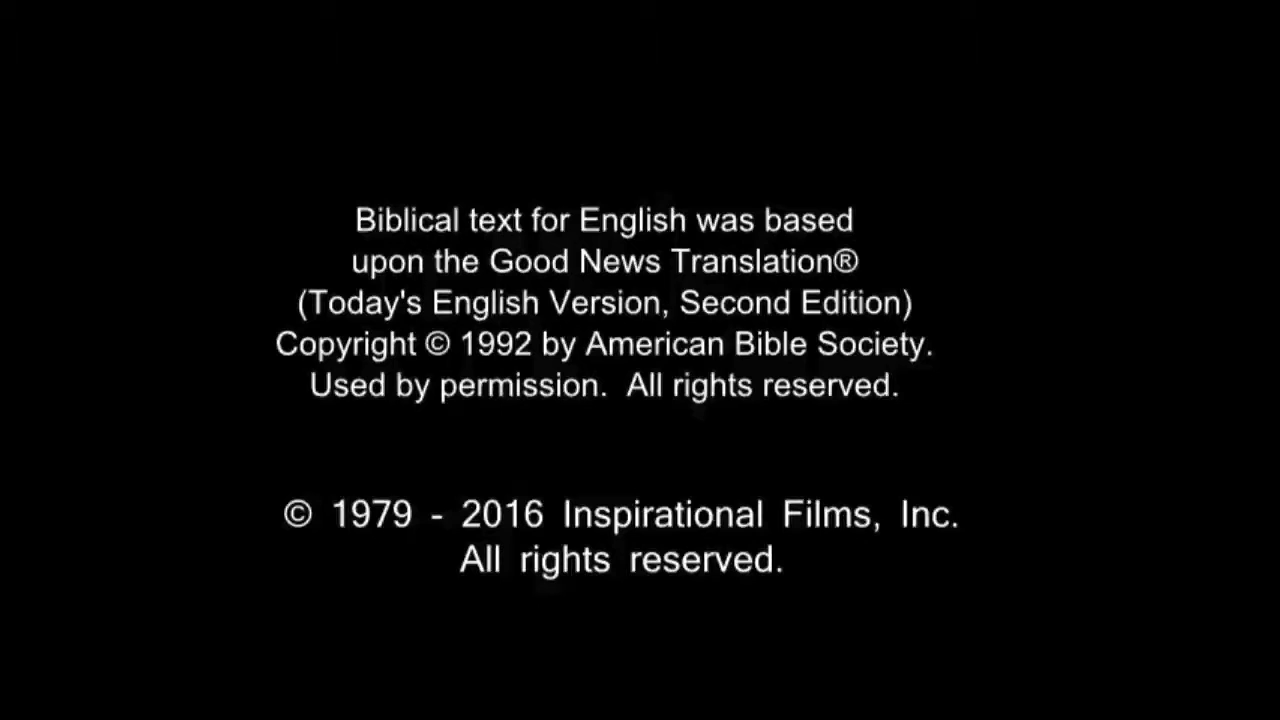 Biblical text for English was based
upon the Good News Translation®
(Today's English Version, Second Edition)
Copyright © 1992 by American Bible Society.
Used by permission.  All rights reserved.
© 1979 - 2016 Inspirational Films, Inc.
All rights reserved.